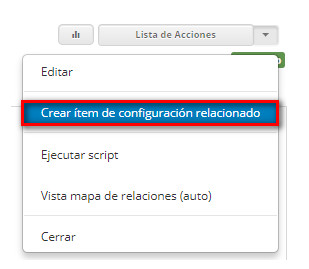 Lista de Acciones
Editar
Crear ítem de configuración relacionado
Ejecutar script
Vista mapa de relaciones (auto)
Cerrar